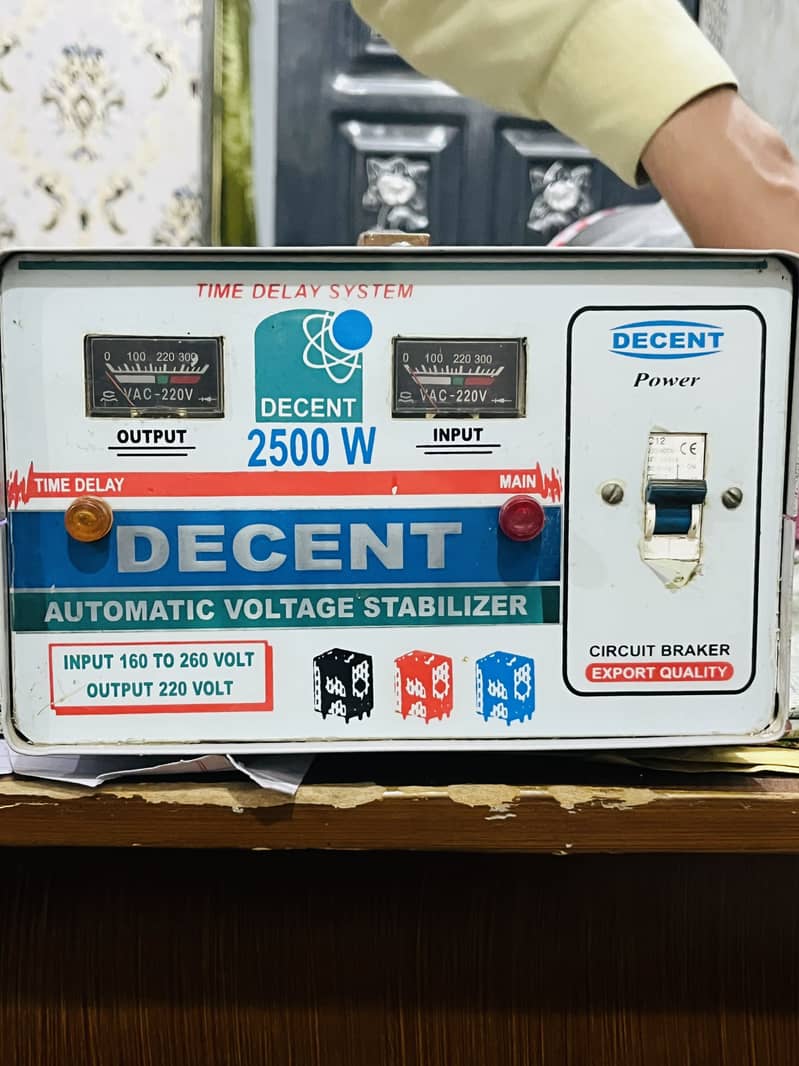 TIME DELAY SYSTEM
0 100 220 300
VAC-220V
OUTPUT
DECENT
2500 W
0 100 220 300
VAC-220V
INPUT
TIME DELAY
MAIN
DECENT
AUTOMATIC VOLTAGE STABILIZER
INPUT 160 TO 260 VOLT
OUTPUT 220 VOLT
DECENT
Power
C12
CE
CIRCUIT BRAKER
EXPORT QUALITY